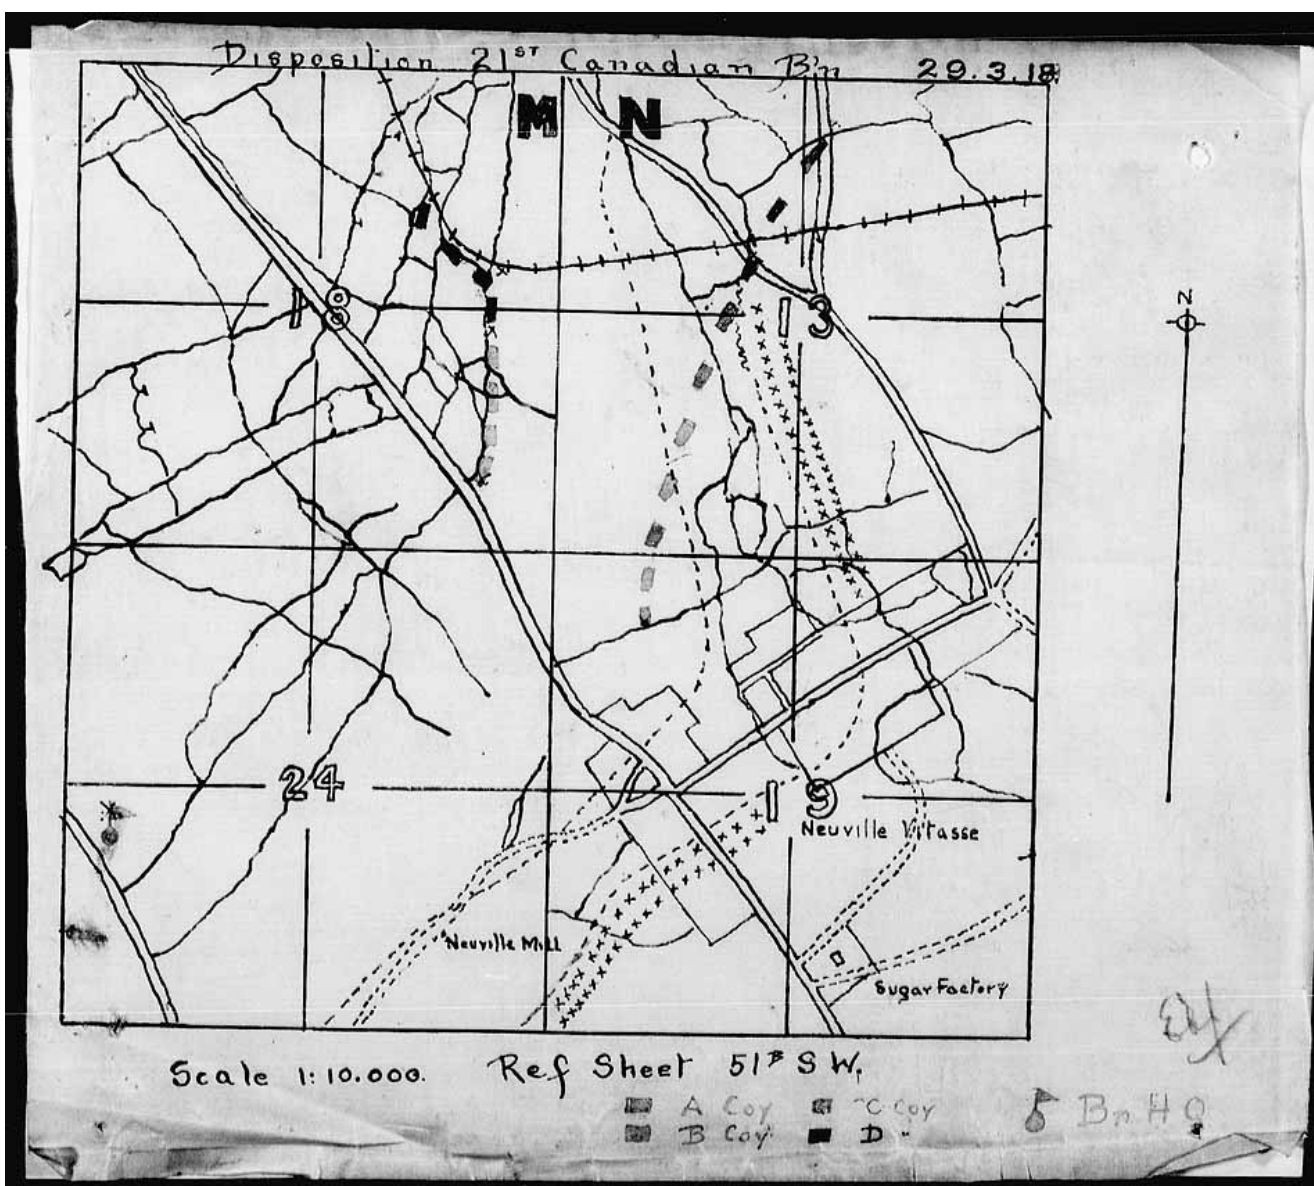 Disposition 21ST Canadian B'n 29.3.18.
M N
N
18 13
24 19
Neuville Vitasse
Neuville Mill
Sugar Factory
Scale 1:10.000. Ref Sheet 51B S W.
A Coy C Coy Bn H Q
B Coy D "